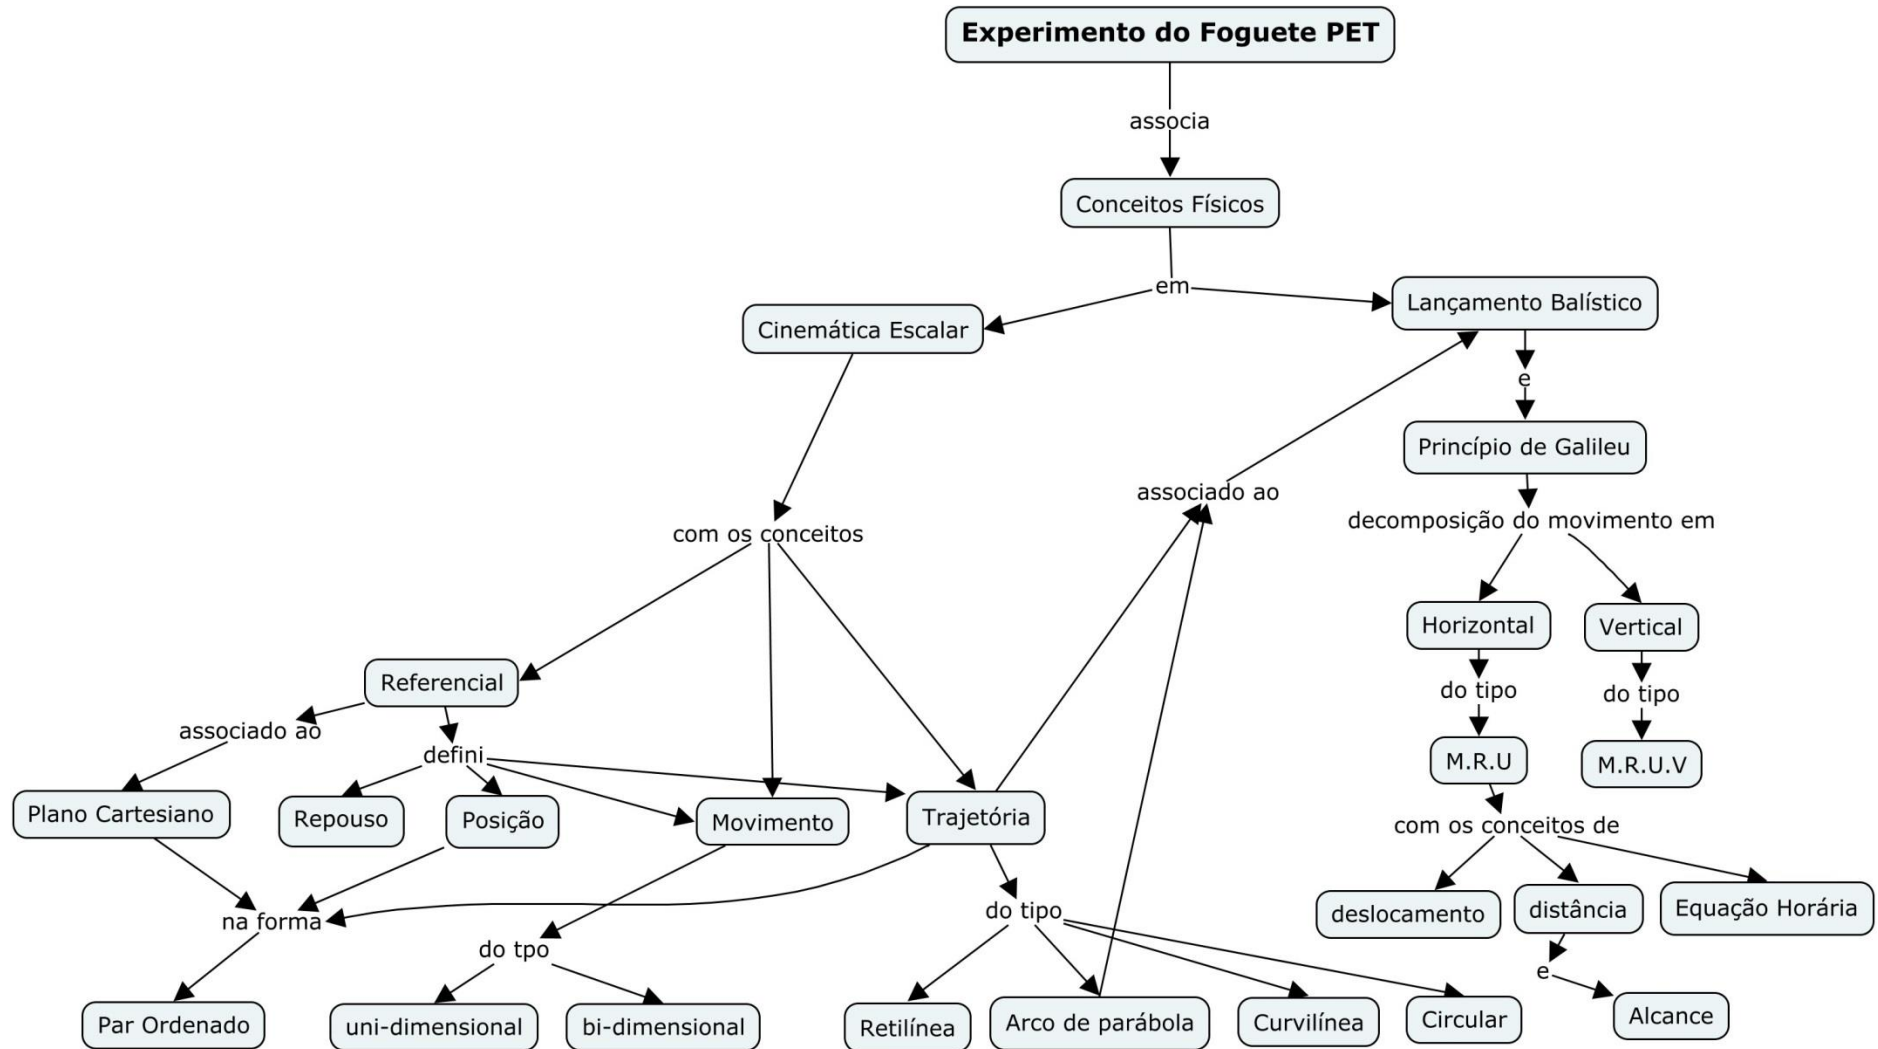 Experimento do Foguete PET
associa
Conceitos Físicos
em
Cinemática Escalar
Lançamento Balístico
e
Princípio de Galileu
associado ao
decomposição do movimento em
com os conceitos
Horizontal
Vertical
Referencial
do tipo
do tipo
associado ao
defini
M.R.U
M.R.U.V
Plano Cartesiano
Repouso
Posição
Movimento
Trajetória
com os conceitos de
na forma
do tpo
do tipo
deslocamento
distância
Equação Horária
e
Par Ordenado
uni-dimensional
bi-dimensional
Retilínea
Arco de parábola
Curvilínea
Circular
Alcance